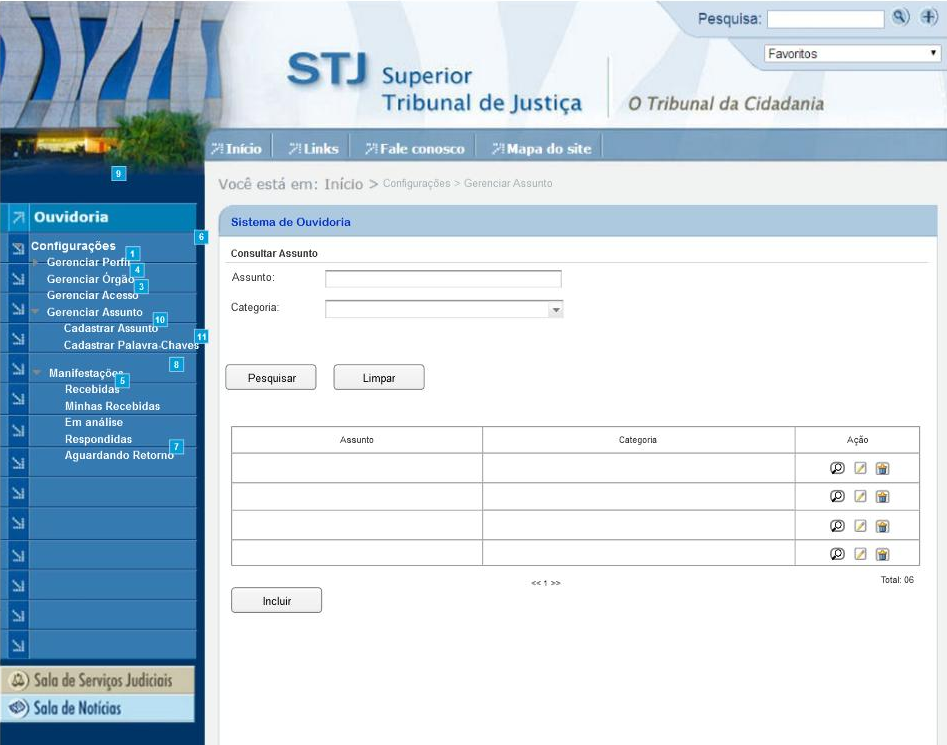 Pesquisa:
Favoritos
STJ Superior
Tribunal de Justiça
O Tribunal da Cidadania
Início
Links
Fale conosco
Mapa do site
9
Você está em: Início > Configurações > Gerenciar Assunto
Ouvidoria
6
Configurações
1
Gerenciar Perfil
4
Gerenciar Órgão
3
Gerenciar Acesso
Gerenciar Assunto
10
Cadastrar Assunto
11
Cadastrar Palavra-Chaves
8
Manifestações
5
Recebidas
Minhas Recebidas
Em análise
Respondidas
7
Aguardando Retorno
Sala de Serviços Judiciais
Sala de Notícias
Sistema de Ouvidoria
Consultar Assunto
Assunto:
Categoria:
Pesquisar
Limpar
Assunto Categoria Ação
<< 1 >>
Total: 06
Incluir